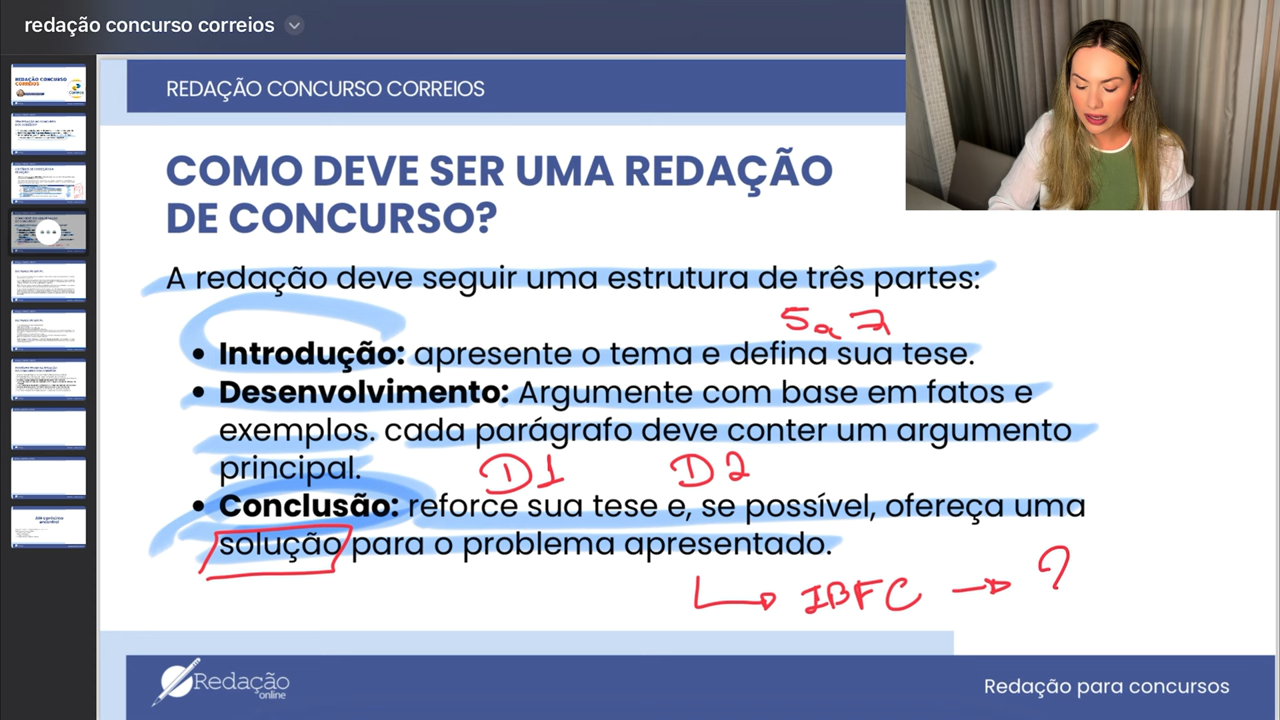 redação concurso correios
REDAÇÃO CONCURSO CORREIOS
COMO DEVE SER UMA REDAÇÃO
DE CONCURSO?
A redação deve seguir uma estrutura de três partes:
5 a 7
• Introdução: apresente o tema e defina sua tese.
• Desenvolvimento: Argumente com base em fatos e
exemplos. cada parágrafo deve conter um argumento
principal.
D1 D2
• Conclusão: reforce sua tese e, se possível, ofereça uma
solução para o problema apresentado.
IBFC → ?
Redação
online
Redação para concursos